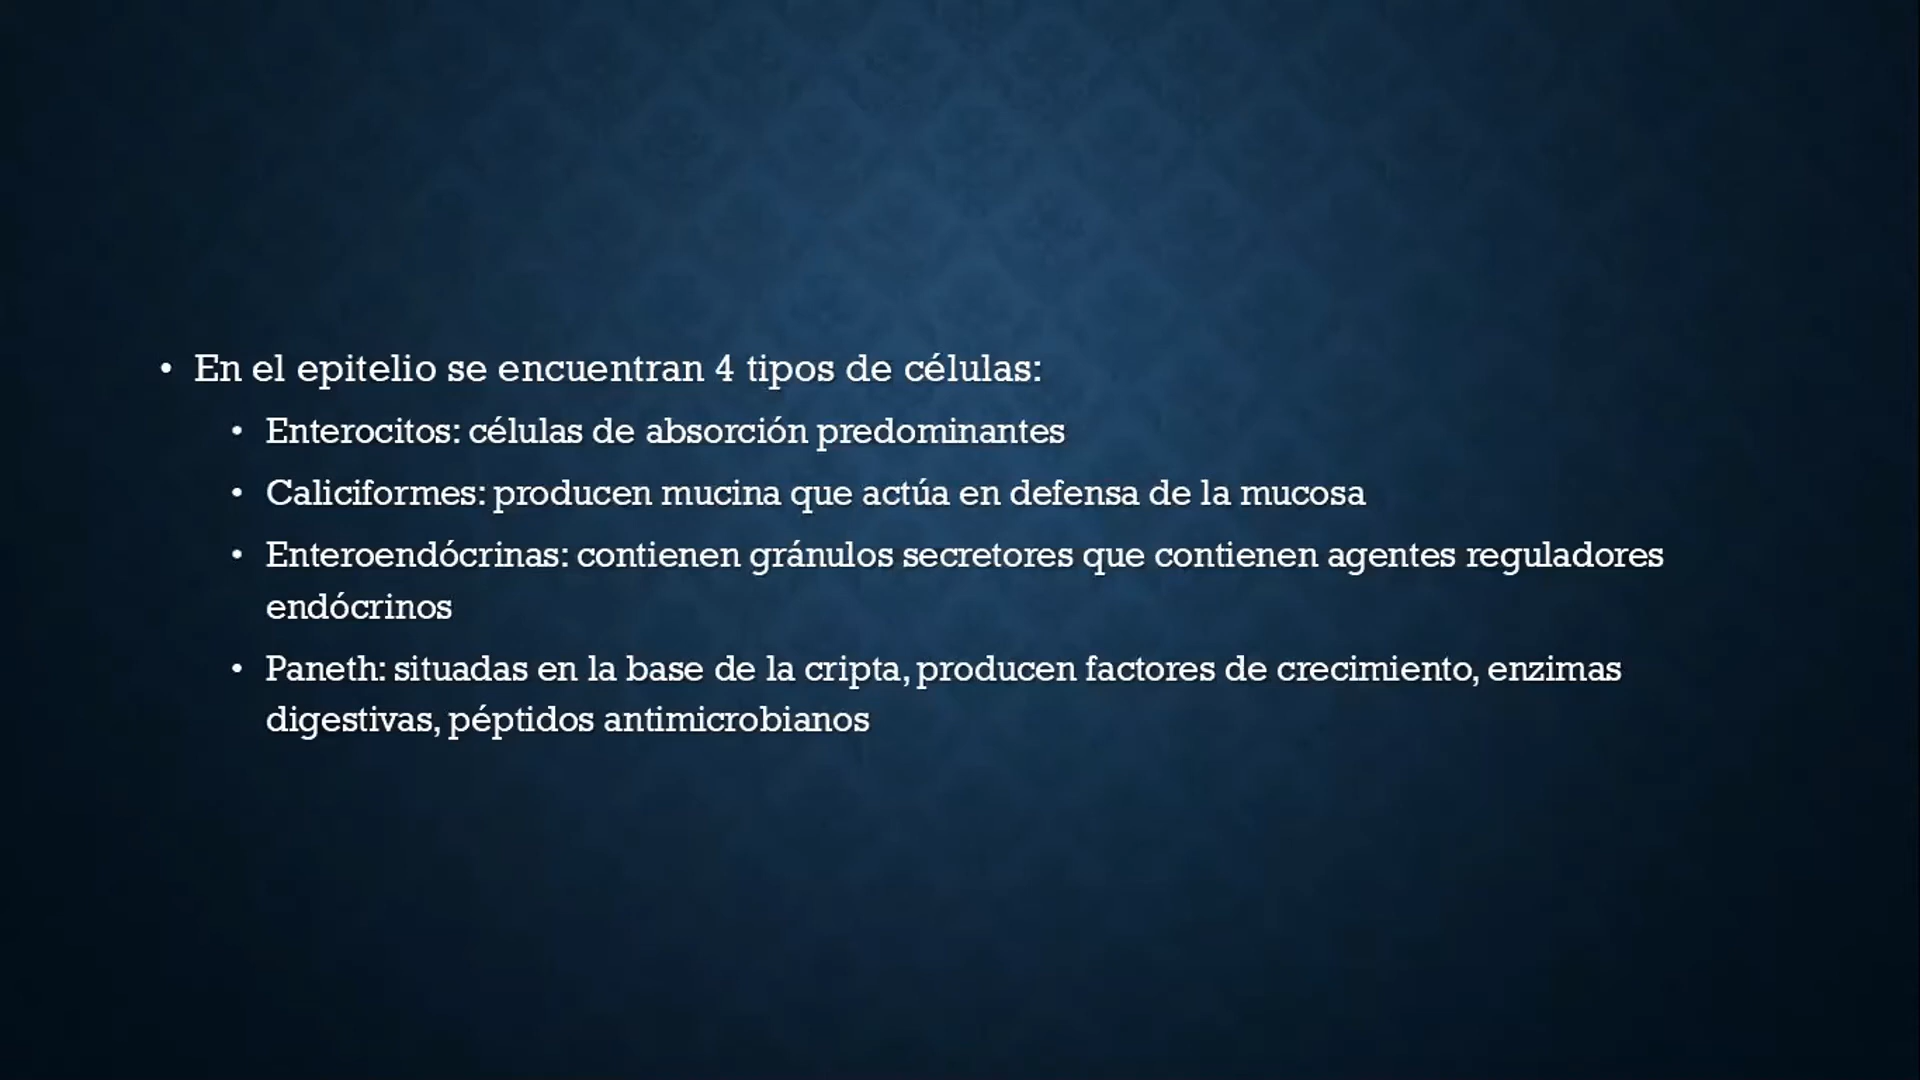 • En el epitelio se encuentran 4 tipos de células:
• Enterocitos: células de absorción predominantes
• Caliciformes: producen mucina que actúa en defensa de la mucosa
• Enteroendócrinas: contienen gránulos secretores que contienen agentes reguladores
endócrinos
• Paneth: situadas en la base de la cripta, producen factores de crecimiento, enzimas
digestivas, péptidos antimicrobianos